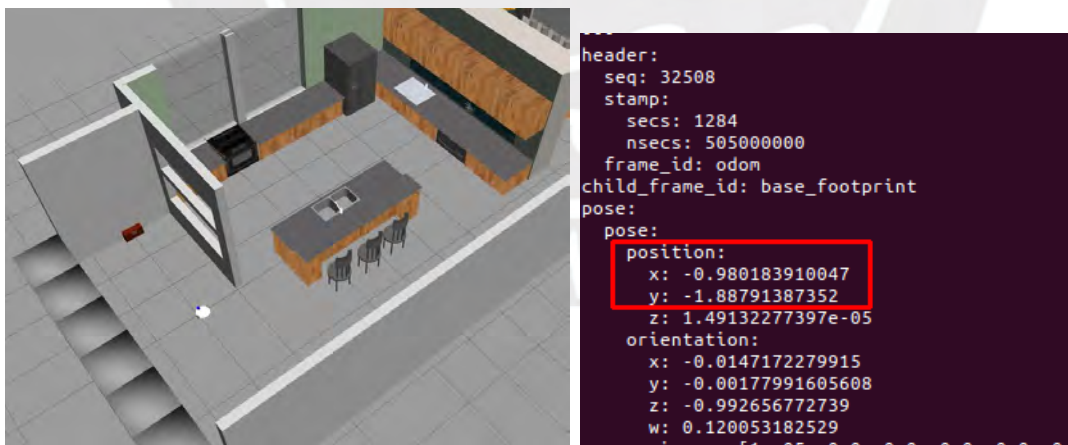 header:
  seq: 32508
  stamp:
    secs: 1284
    nsecs: 505000000
  frame_id: odom
child_frame_id: base_footprint
pose:
  pose:
    position:
      x: -0.980183910047
      y: -1.88791387352
      z: 1.49132277397e-05
    orientation:
      x: -0.0147172279915
      y: -0.00177991605608
      z: -0.992656772739
      w: 0.120053182529